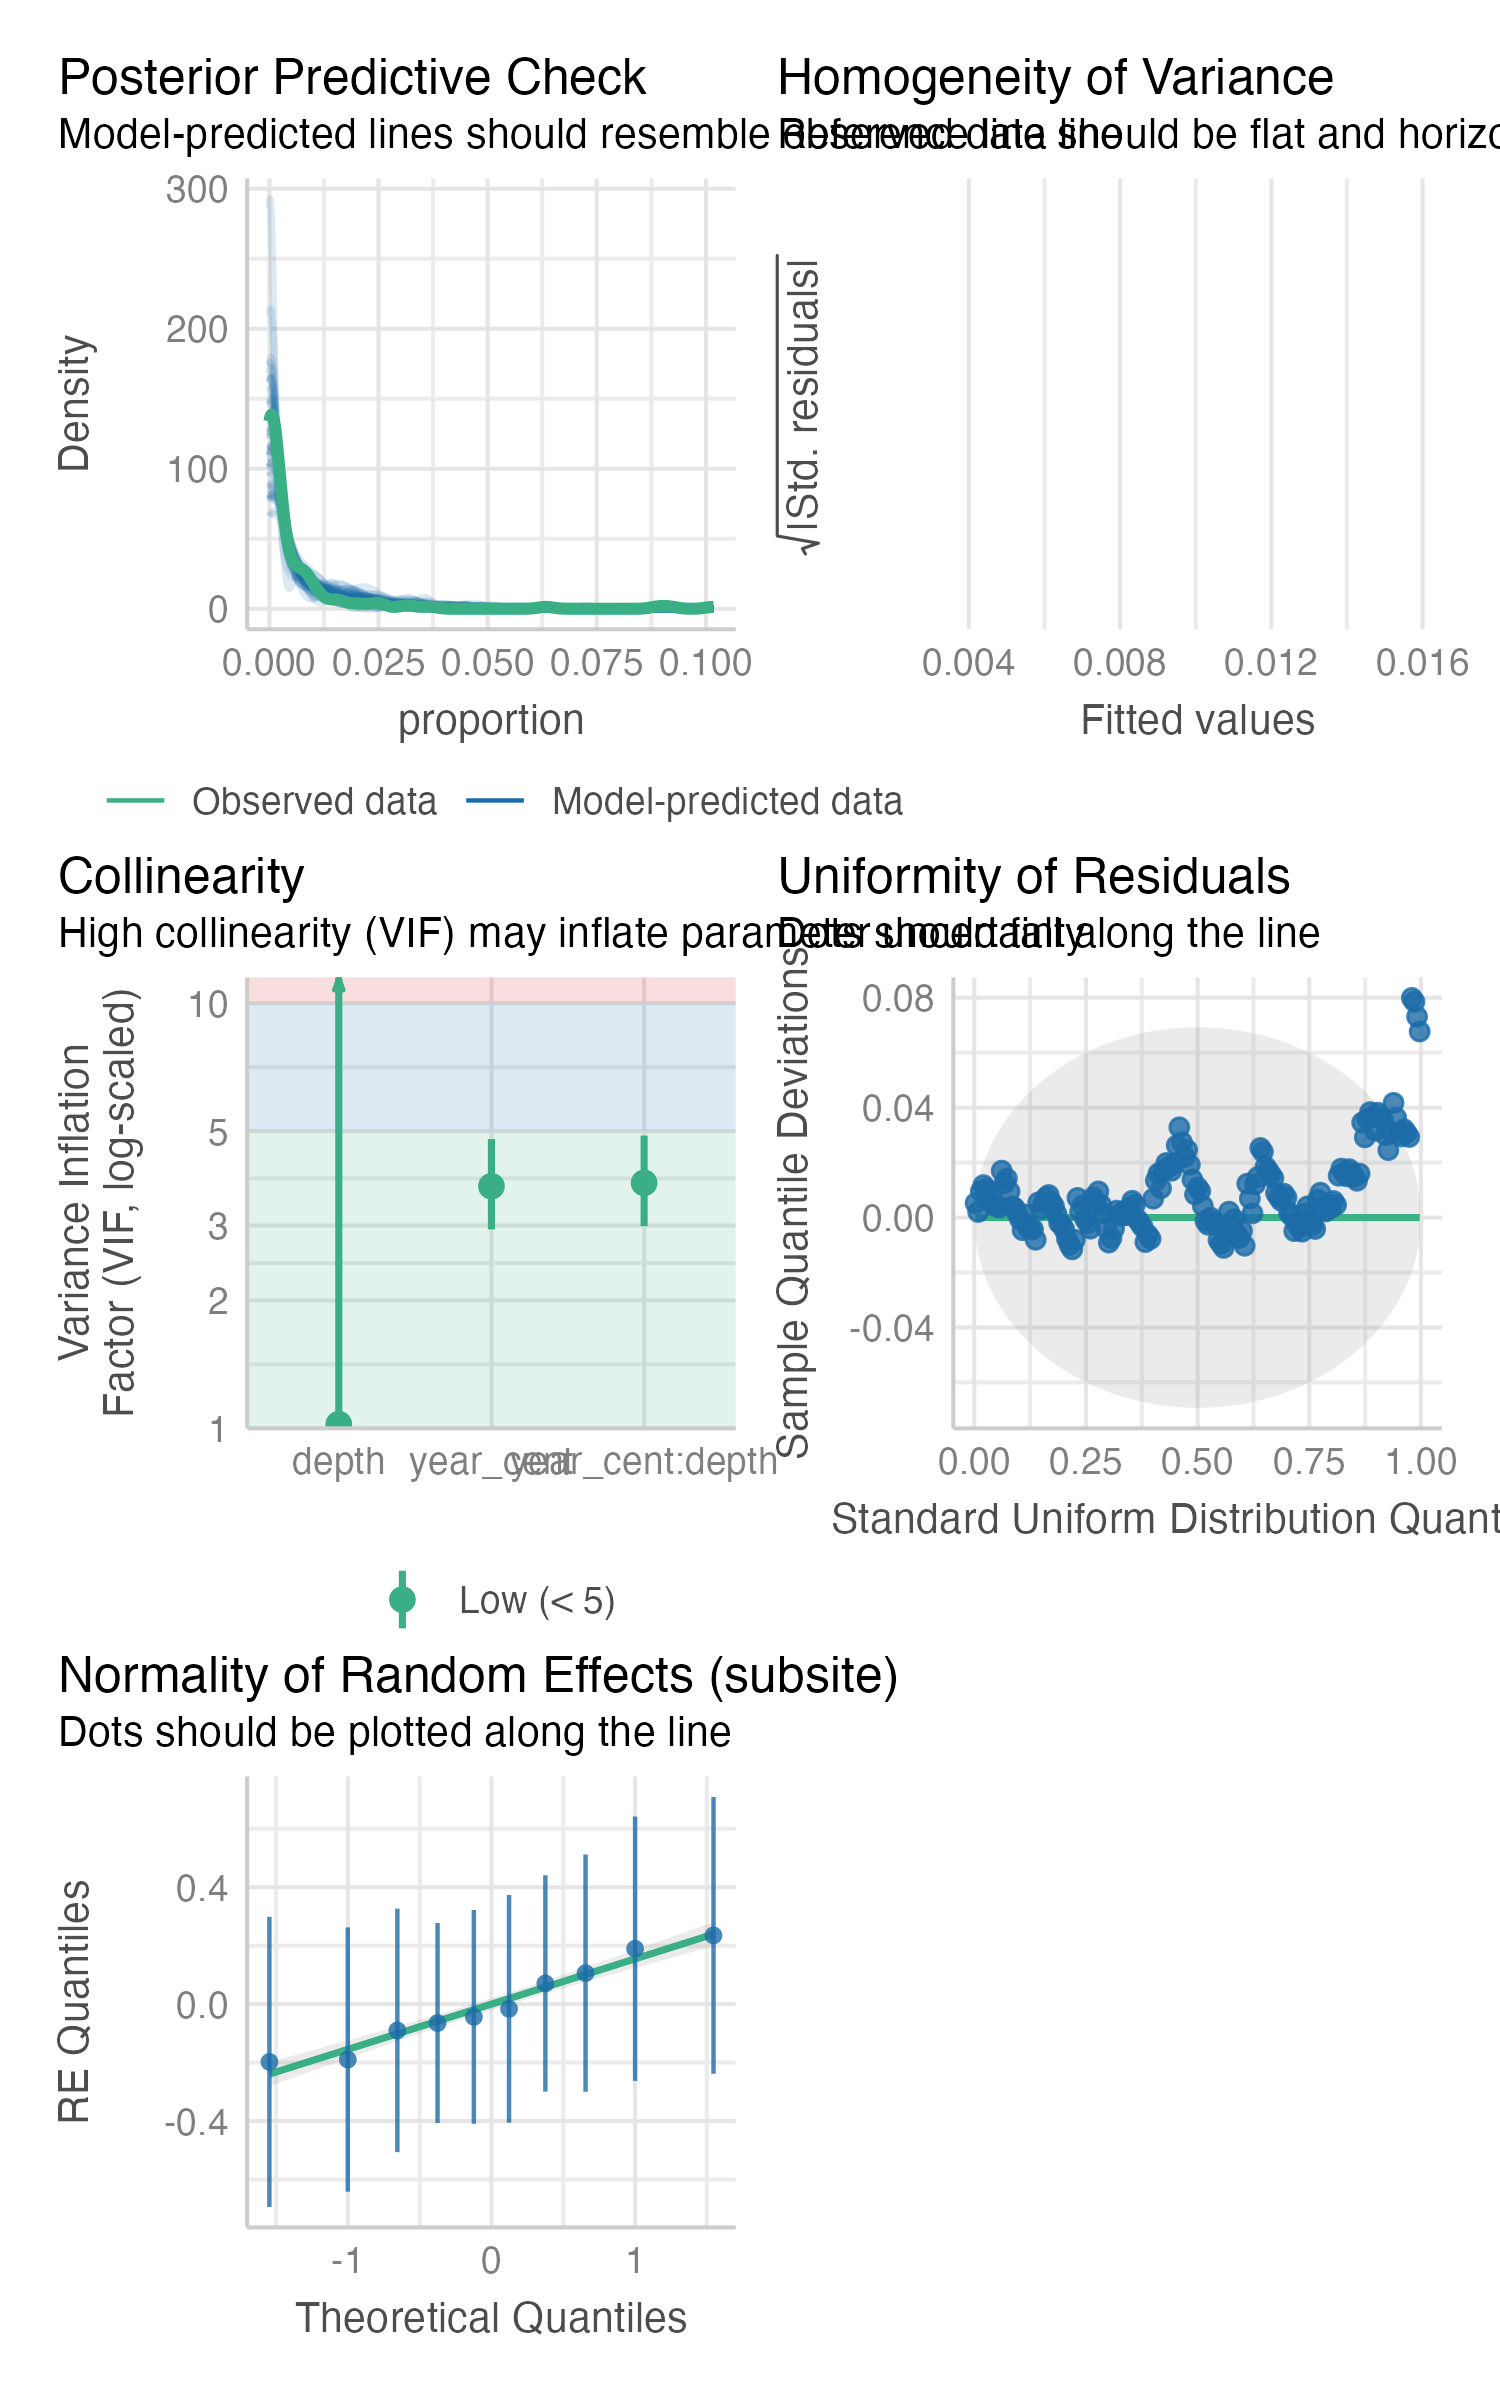 Posterior Predictive Check
Model-predicted lines should resemble observed data line
300
200
100
0
Density
0.000 0.025 0.050 0.075 0.100
proportion
Observed data
Model-predicted data
Homogeneity of Variance
Reference line should be flat and horizo
√|Std. residuals|
0.004 0.008 0.012 0.016
Fitted values
Collinearity
High collinearity (VIF) may inflate parameter uncertainty
Variance Inflation
Factor (VIF, log-scaled)
10
5
3
2
1
depth year_cent year_cent:depth
Low (< 5)
Uniformity of Residuals
Dots should fall along the line
Sample Quantile Deviations
0.08
0.04
0.00
-0.04
0.00 0.25 0.50 0.75 1.00
Standard Uniform Distribution Quant
Normality of Random Effects (subsite)
Dots should be plotted along the line
RE Quantiles
0.4
0.0
-0.4
-1 0 1
Theoretical Quantiles